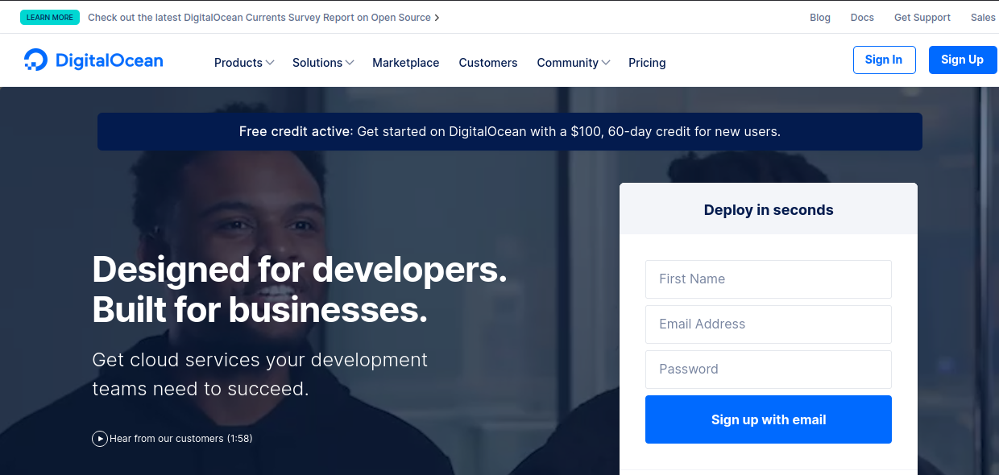 LEARN MORE Check out the latest DigitalOcean Currents Survey Report on Open Source
Blog Docs Get Support Sales
DigitalOcean Products Solutions Marketplace Customers Community Pricing Sign In Sign Up
Free credit active: Get started on DigitalOcean with a $100, 60-day credit for new users.
Designed for developers.
Built for businesses.
Get cloud services your development
teams need to succeed.
Hear from our customers (1:58)
Deploy in seconds
First Name
Email Address
Password
Sign up with email